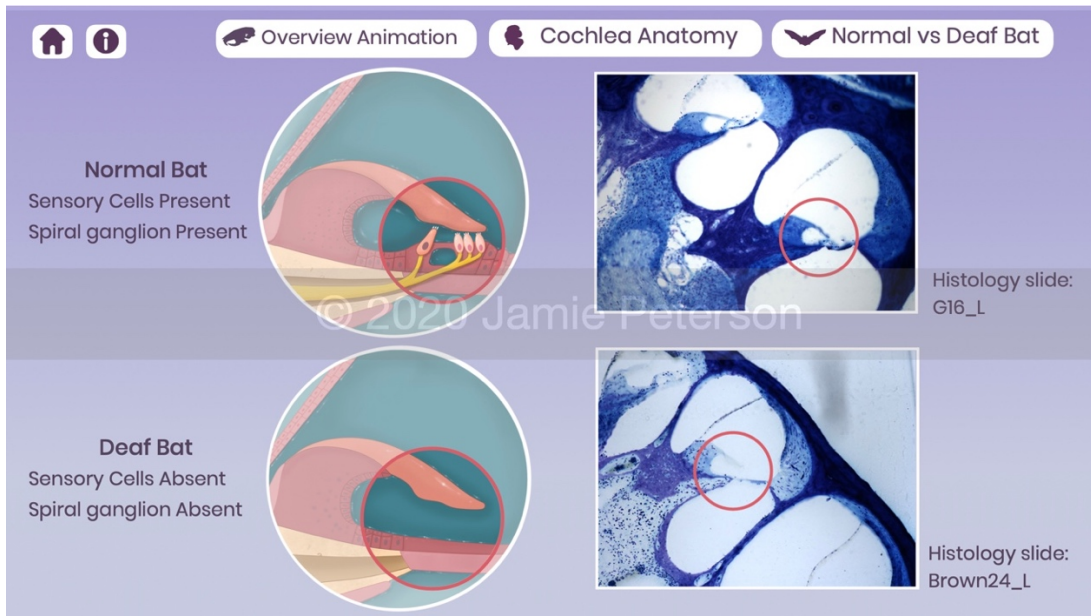 Overview Animation
Cochlea Anatomy
Normal vs Deaf Bat
Normal Bat
Sensory Cells Present
Spiral ganglion Present
Histology slide:
G16_L
© 2020 Jamie Peterson
Deaf Bat
Sensory Cells Absent
Spiral ganglion Absent
Histology slide:
Brown24_L